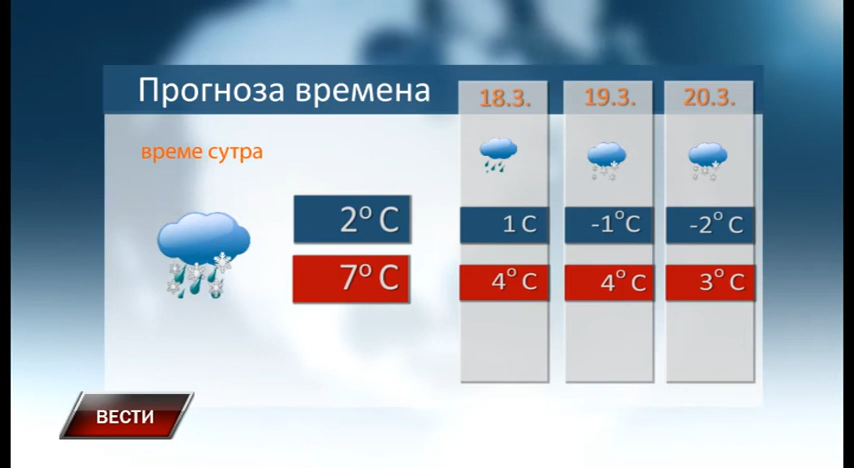 Прогноза времена
18.3.
19.3.
20.3.
време сутра
2° C
7° C
1 C
-1°C
-2° C
4° C
4° C
3° C
ВЕСТИ